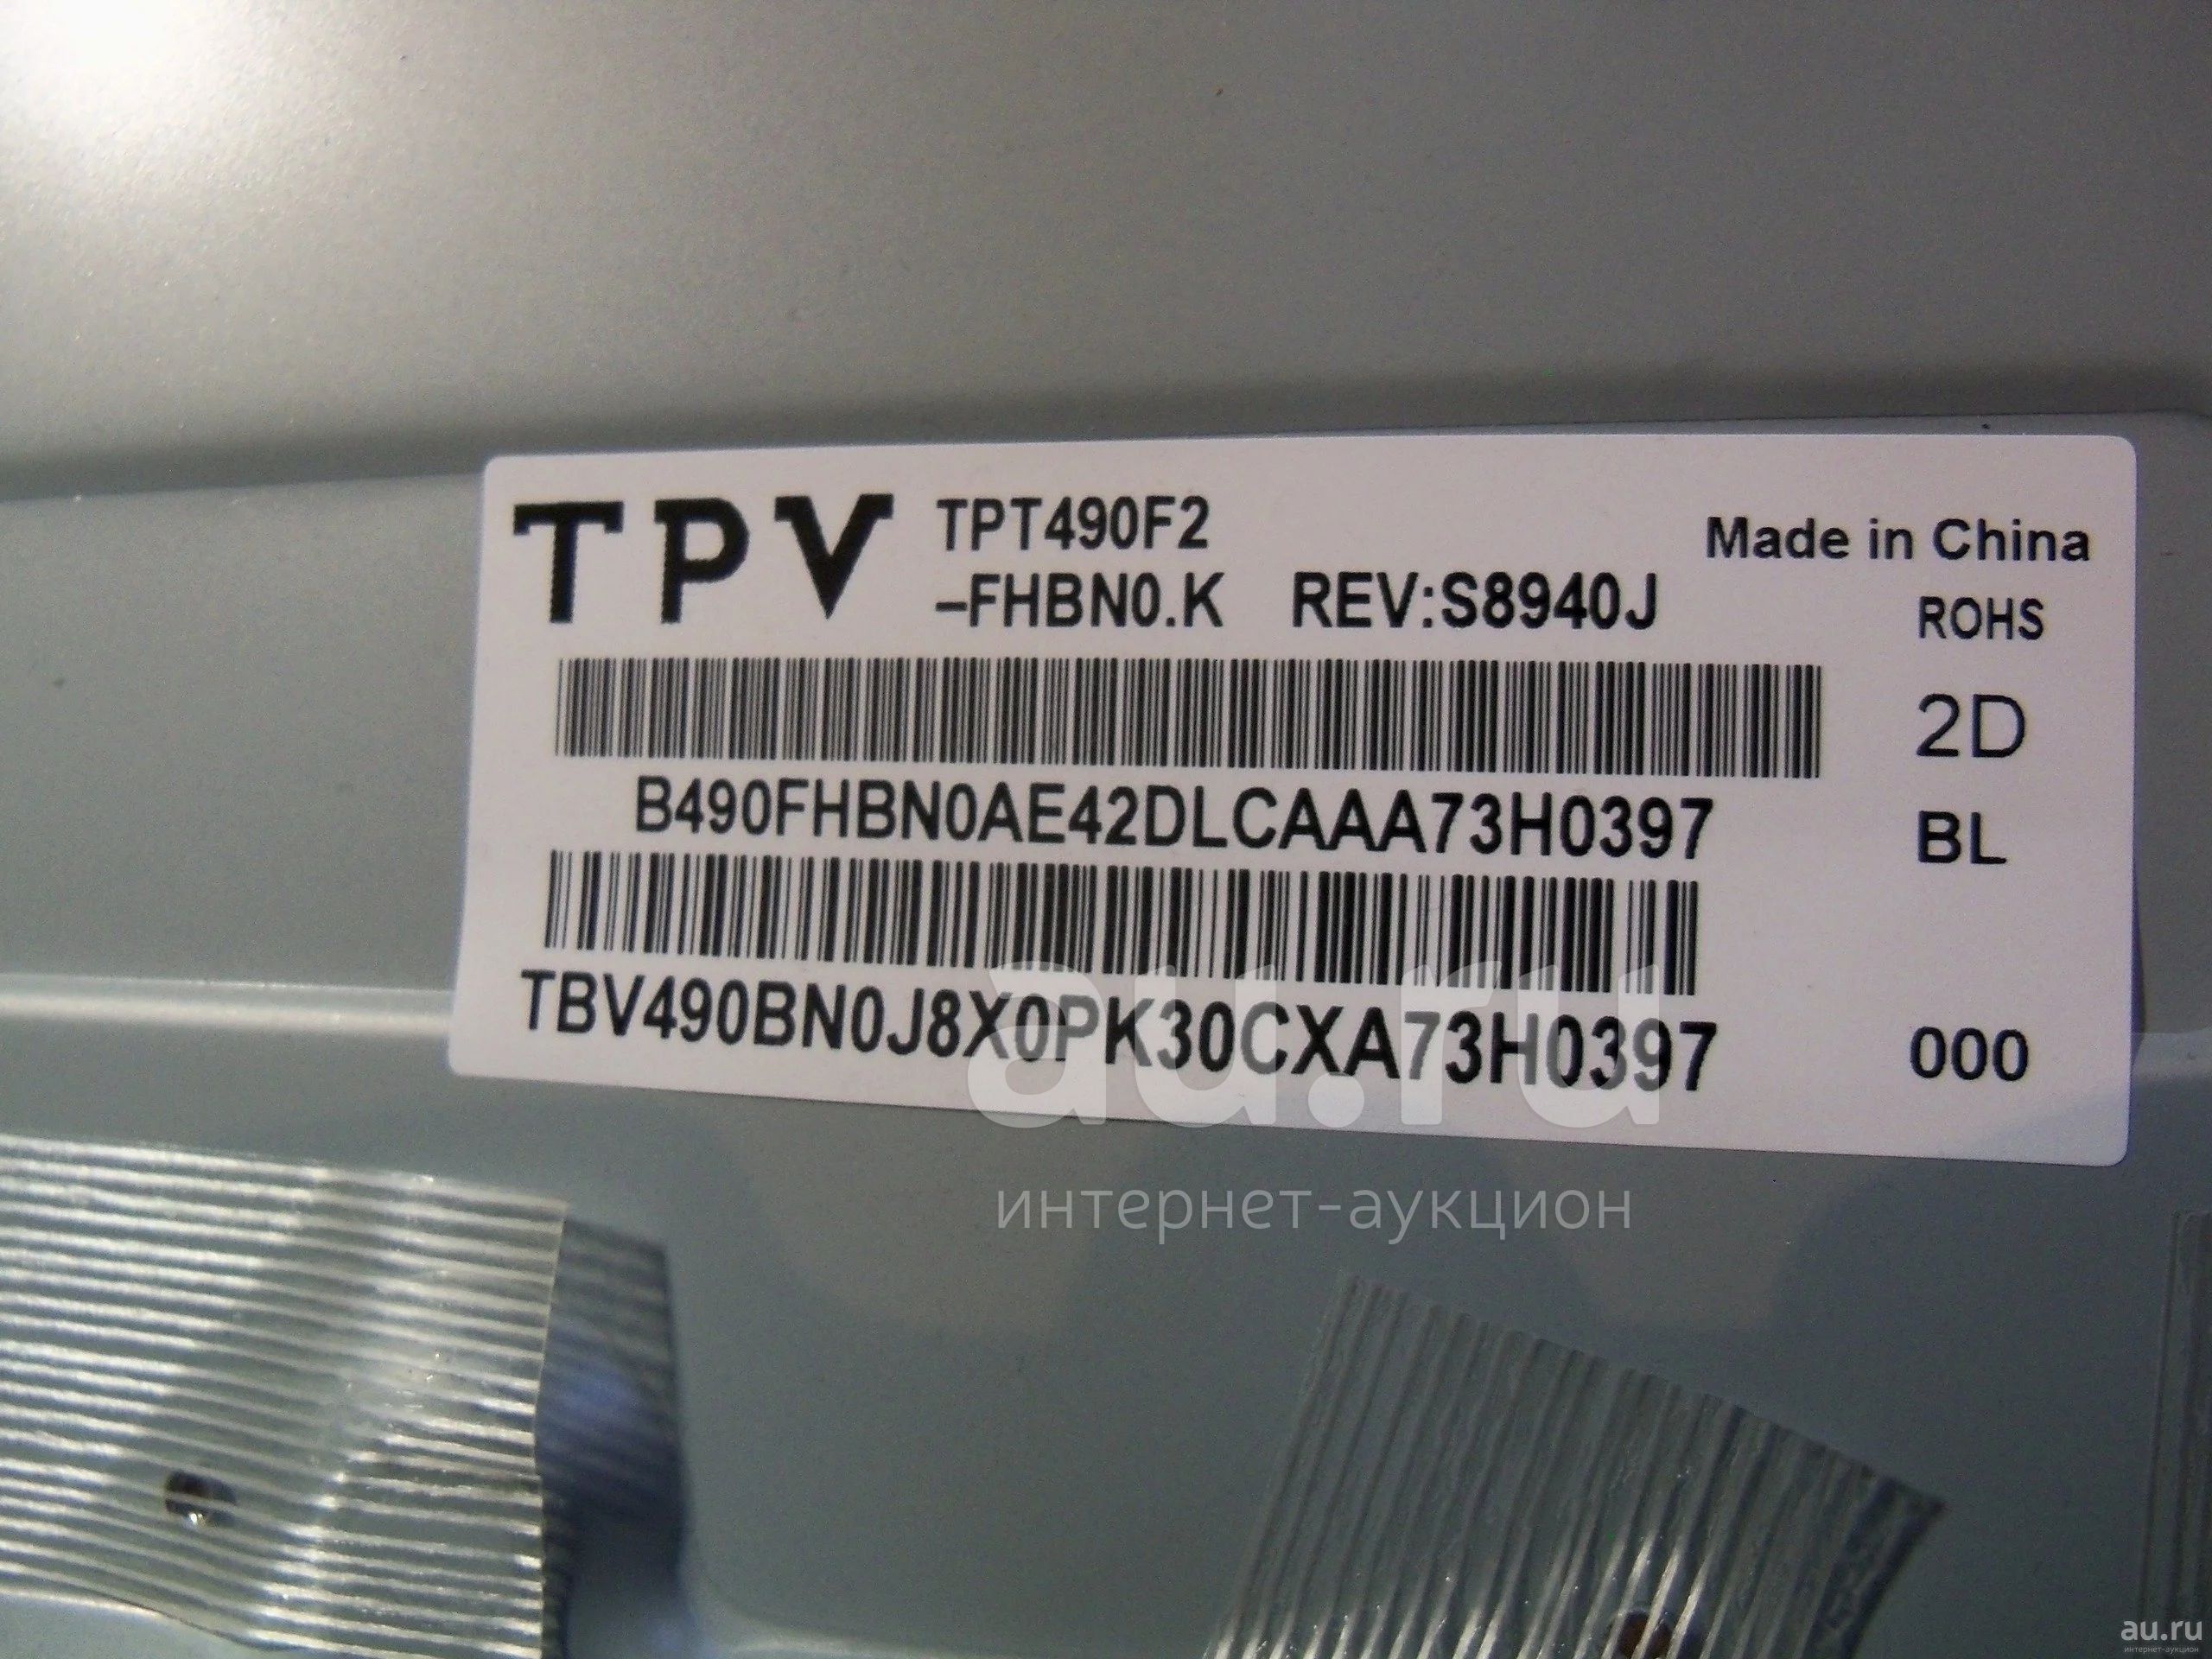 TPV TPT490F2
-FHBN0.K REV:S8940J
Made in China
ROHS
2D
B490FHBN0AE42DLCAAA73H0397
BL
TBV490BN0J8X0PK30CXA73H0397
000
au.ru
интернет-аукцион
au.ru
интернет-аукцион